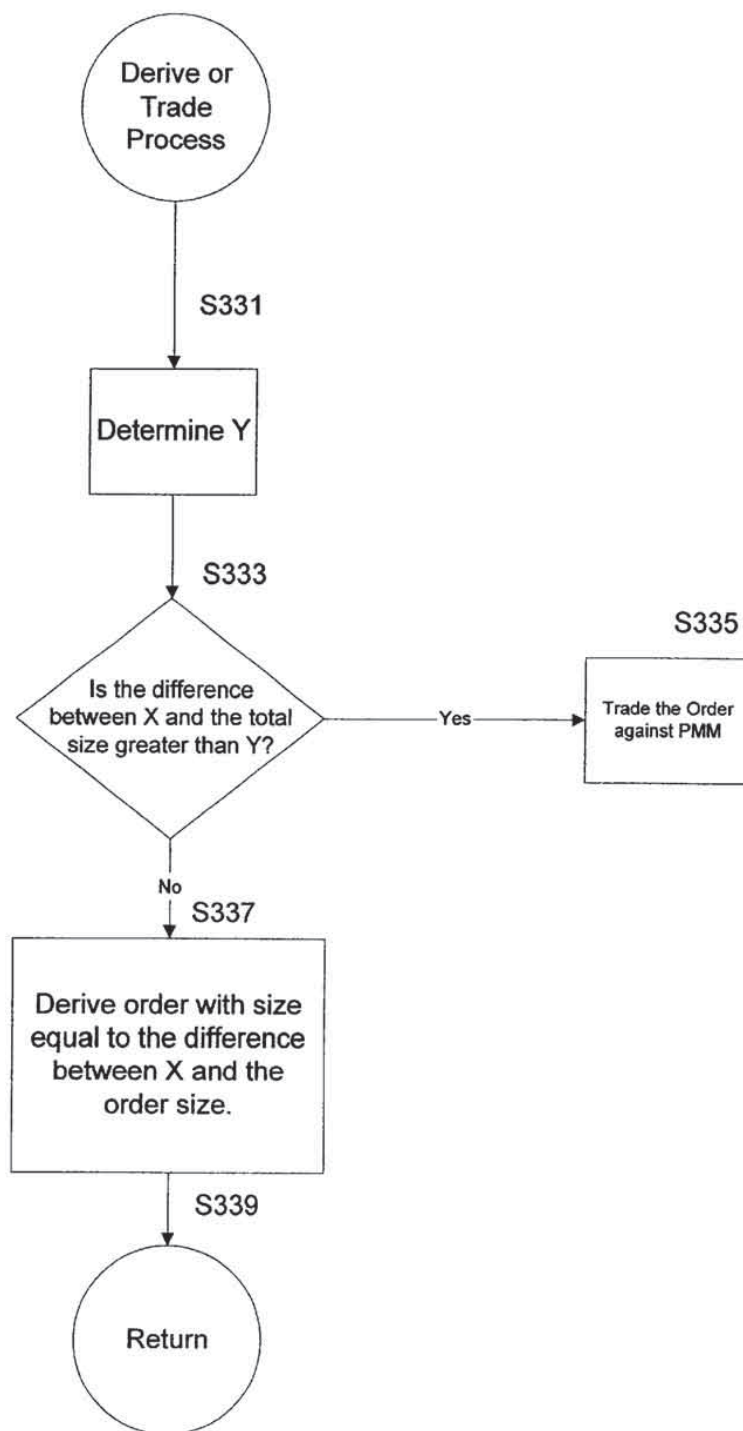 Derive or
Trade
Process
S331
Determine Y
S333
Is the difference
between X and the total
size greater than Y?
Yes
S335
Trade the Order
against PMM
No
S337
Derive order with size
equal to the difference
between X and the
order size.
S339
Return